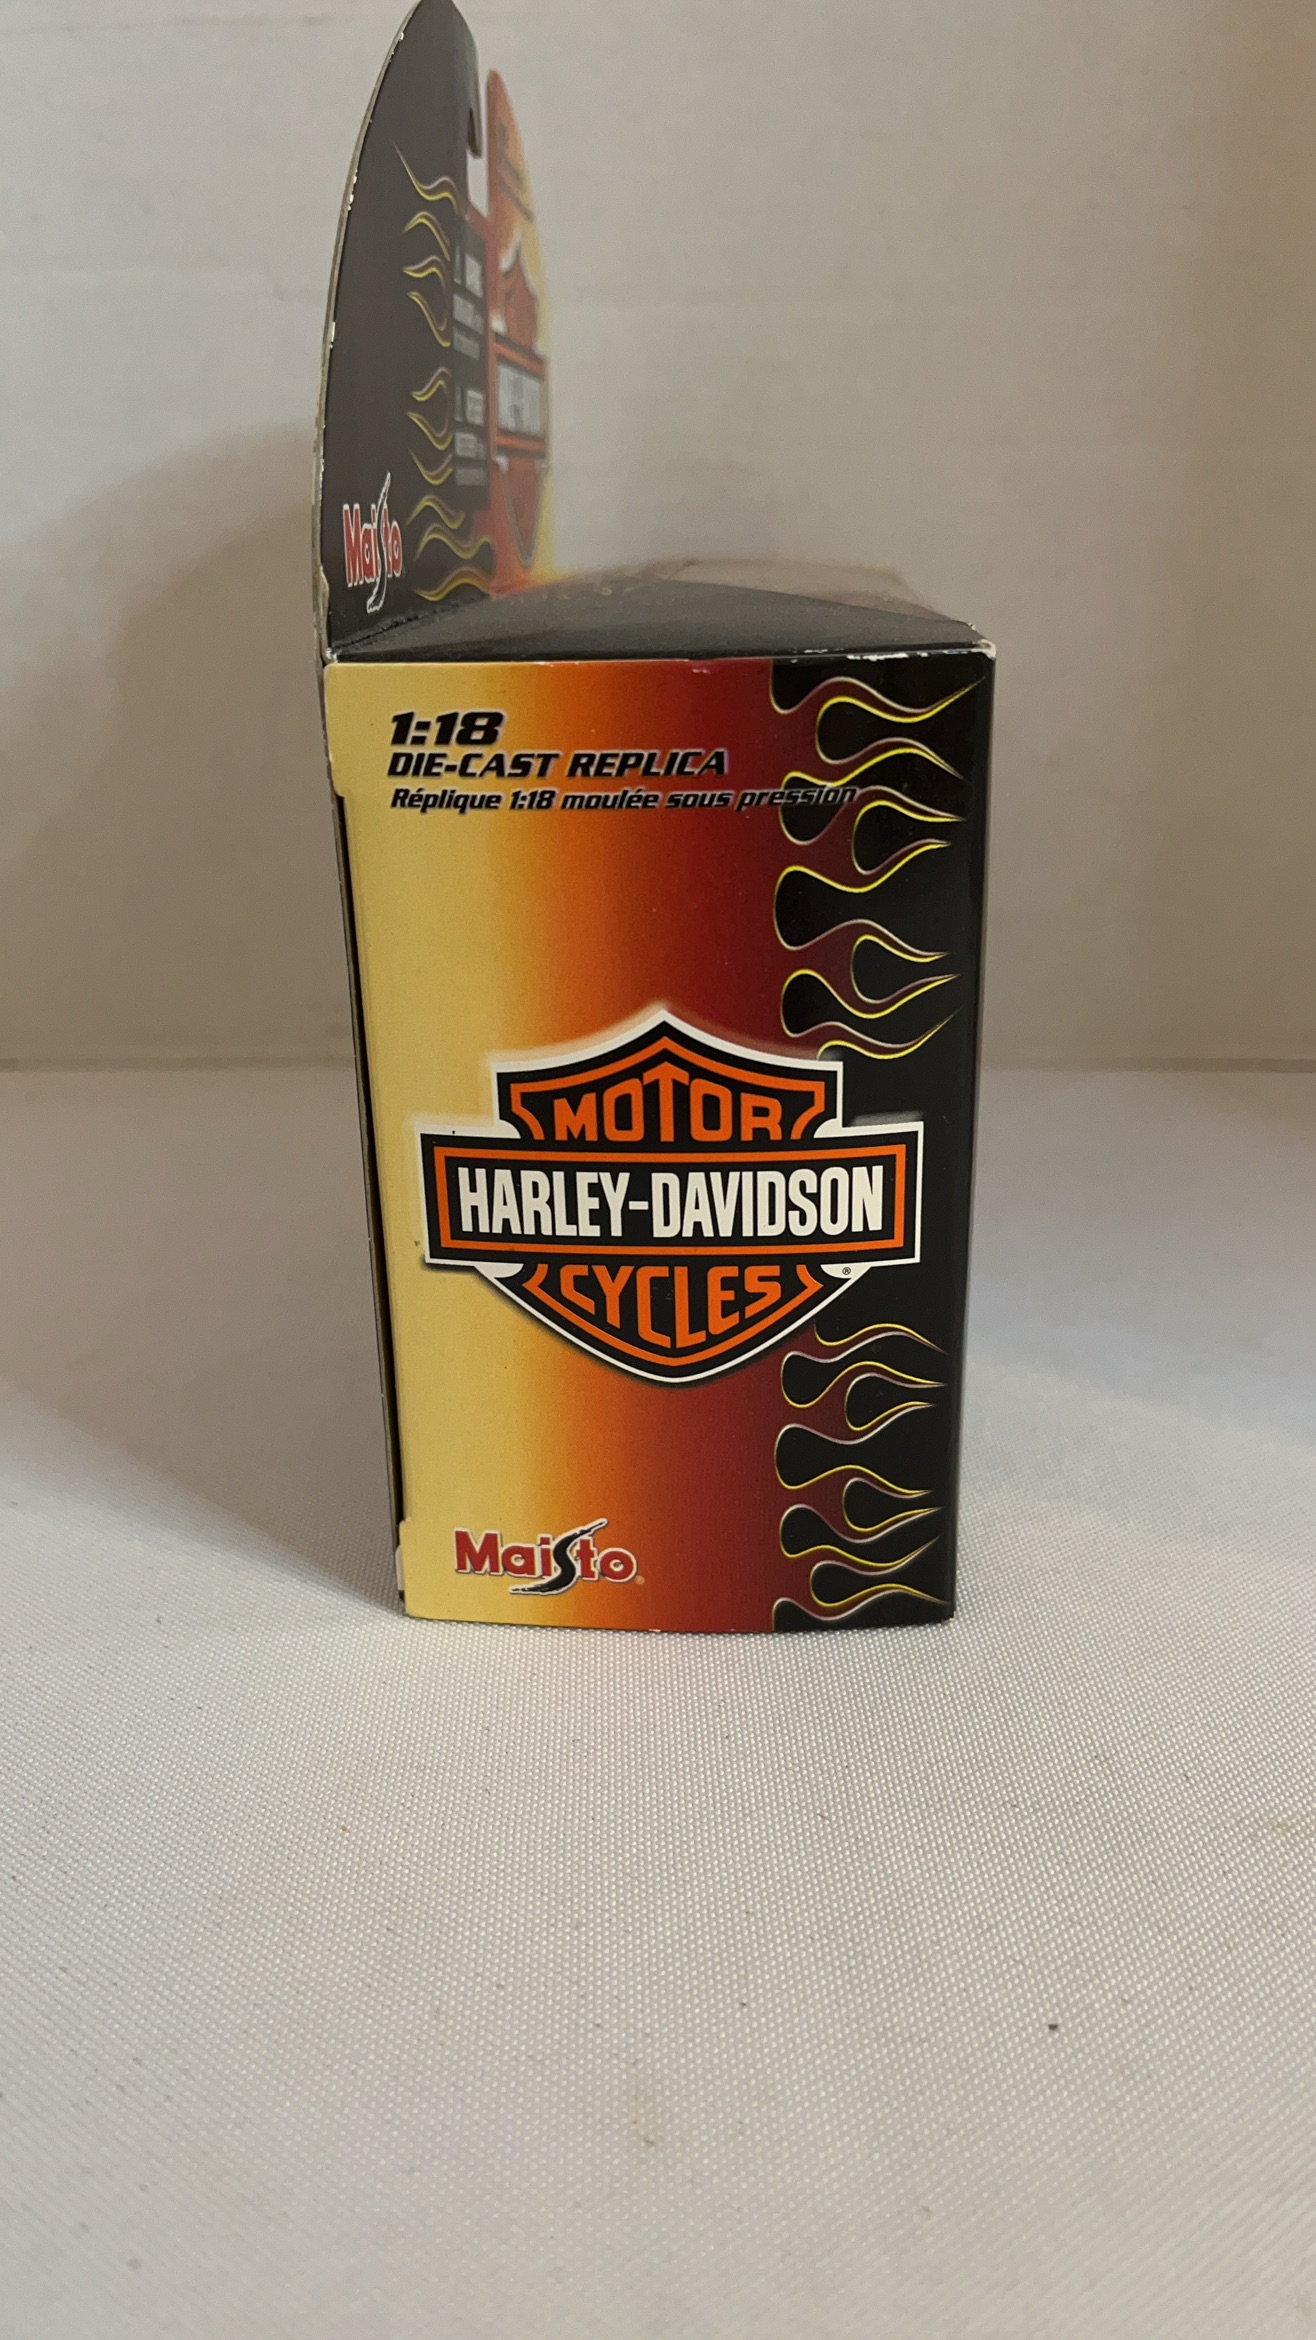 Maisto
1:18
DIE-CAST REPLICA
Réplique 1:18 moulée sous pression
MOTOR
HARLEY-DAVIDSON
CYCLES
®
Maisto